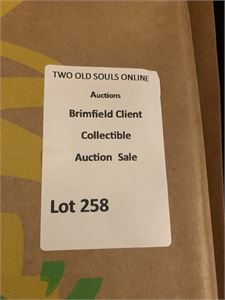 TWO OLD SOULS ONLINE
Auctions
Brimfield Client
Collectible
Auction Sale
Lot 258